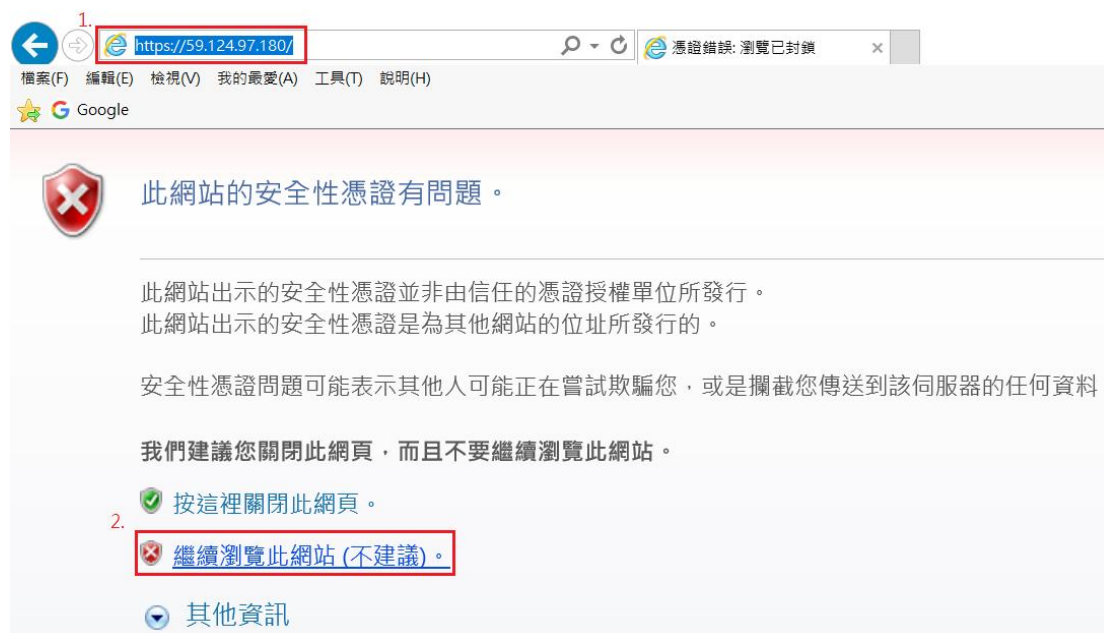 1.
https://59.124.97.180/
憑證錯誤: 瀏覽已封鎖
檔案(F) 編輯(E) 檢視(V) 我的最愛(A) 工具(T) 說明(H)
Google
此網站的安全性憑證有問題。
此網站出示的安全性憑證並非由信任的憑證授權單位所發行。
此網站出示的安全性憑證是為其他網站的位址所發行的。
安全性憑證問題可能表示其他人可能正在嘗試欺騙您，或是攔截您傳送到該伺服器的任何資料
我們建議您關閉此網頁，而且不要繼續瀏覽此網站。
按這裡關閉此網頁。
2.
繼續瀏覽此網站 (不建議)。
其他資訊